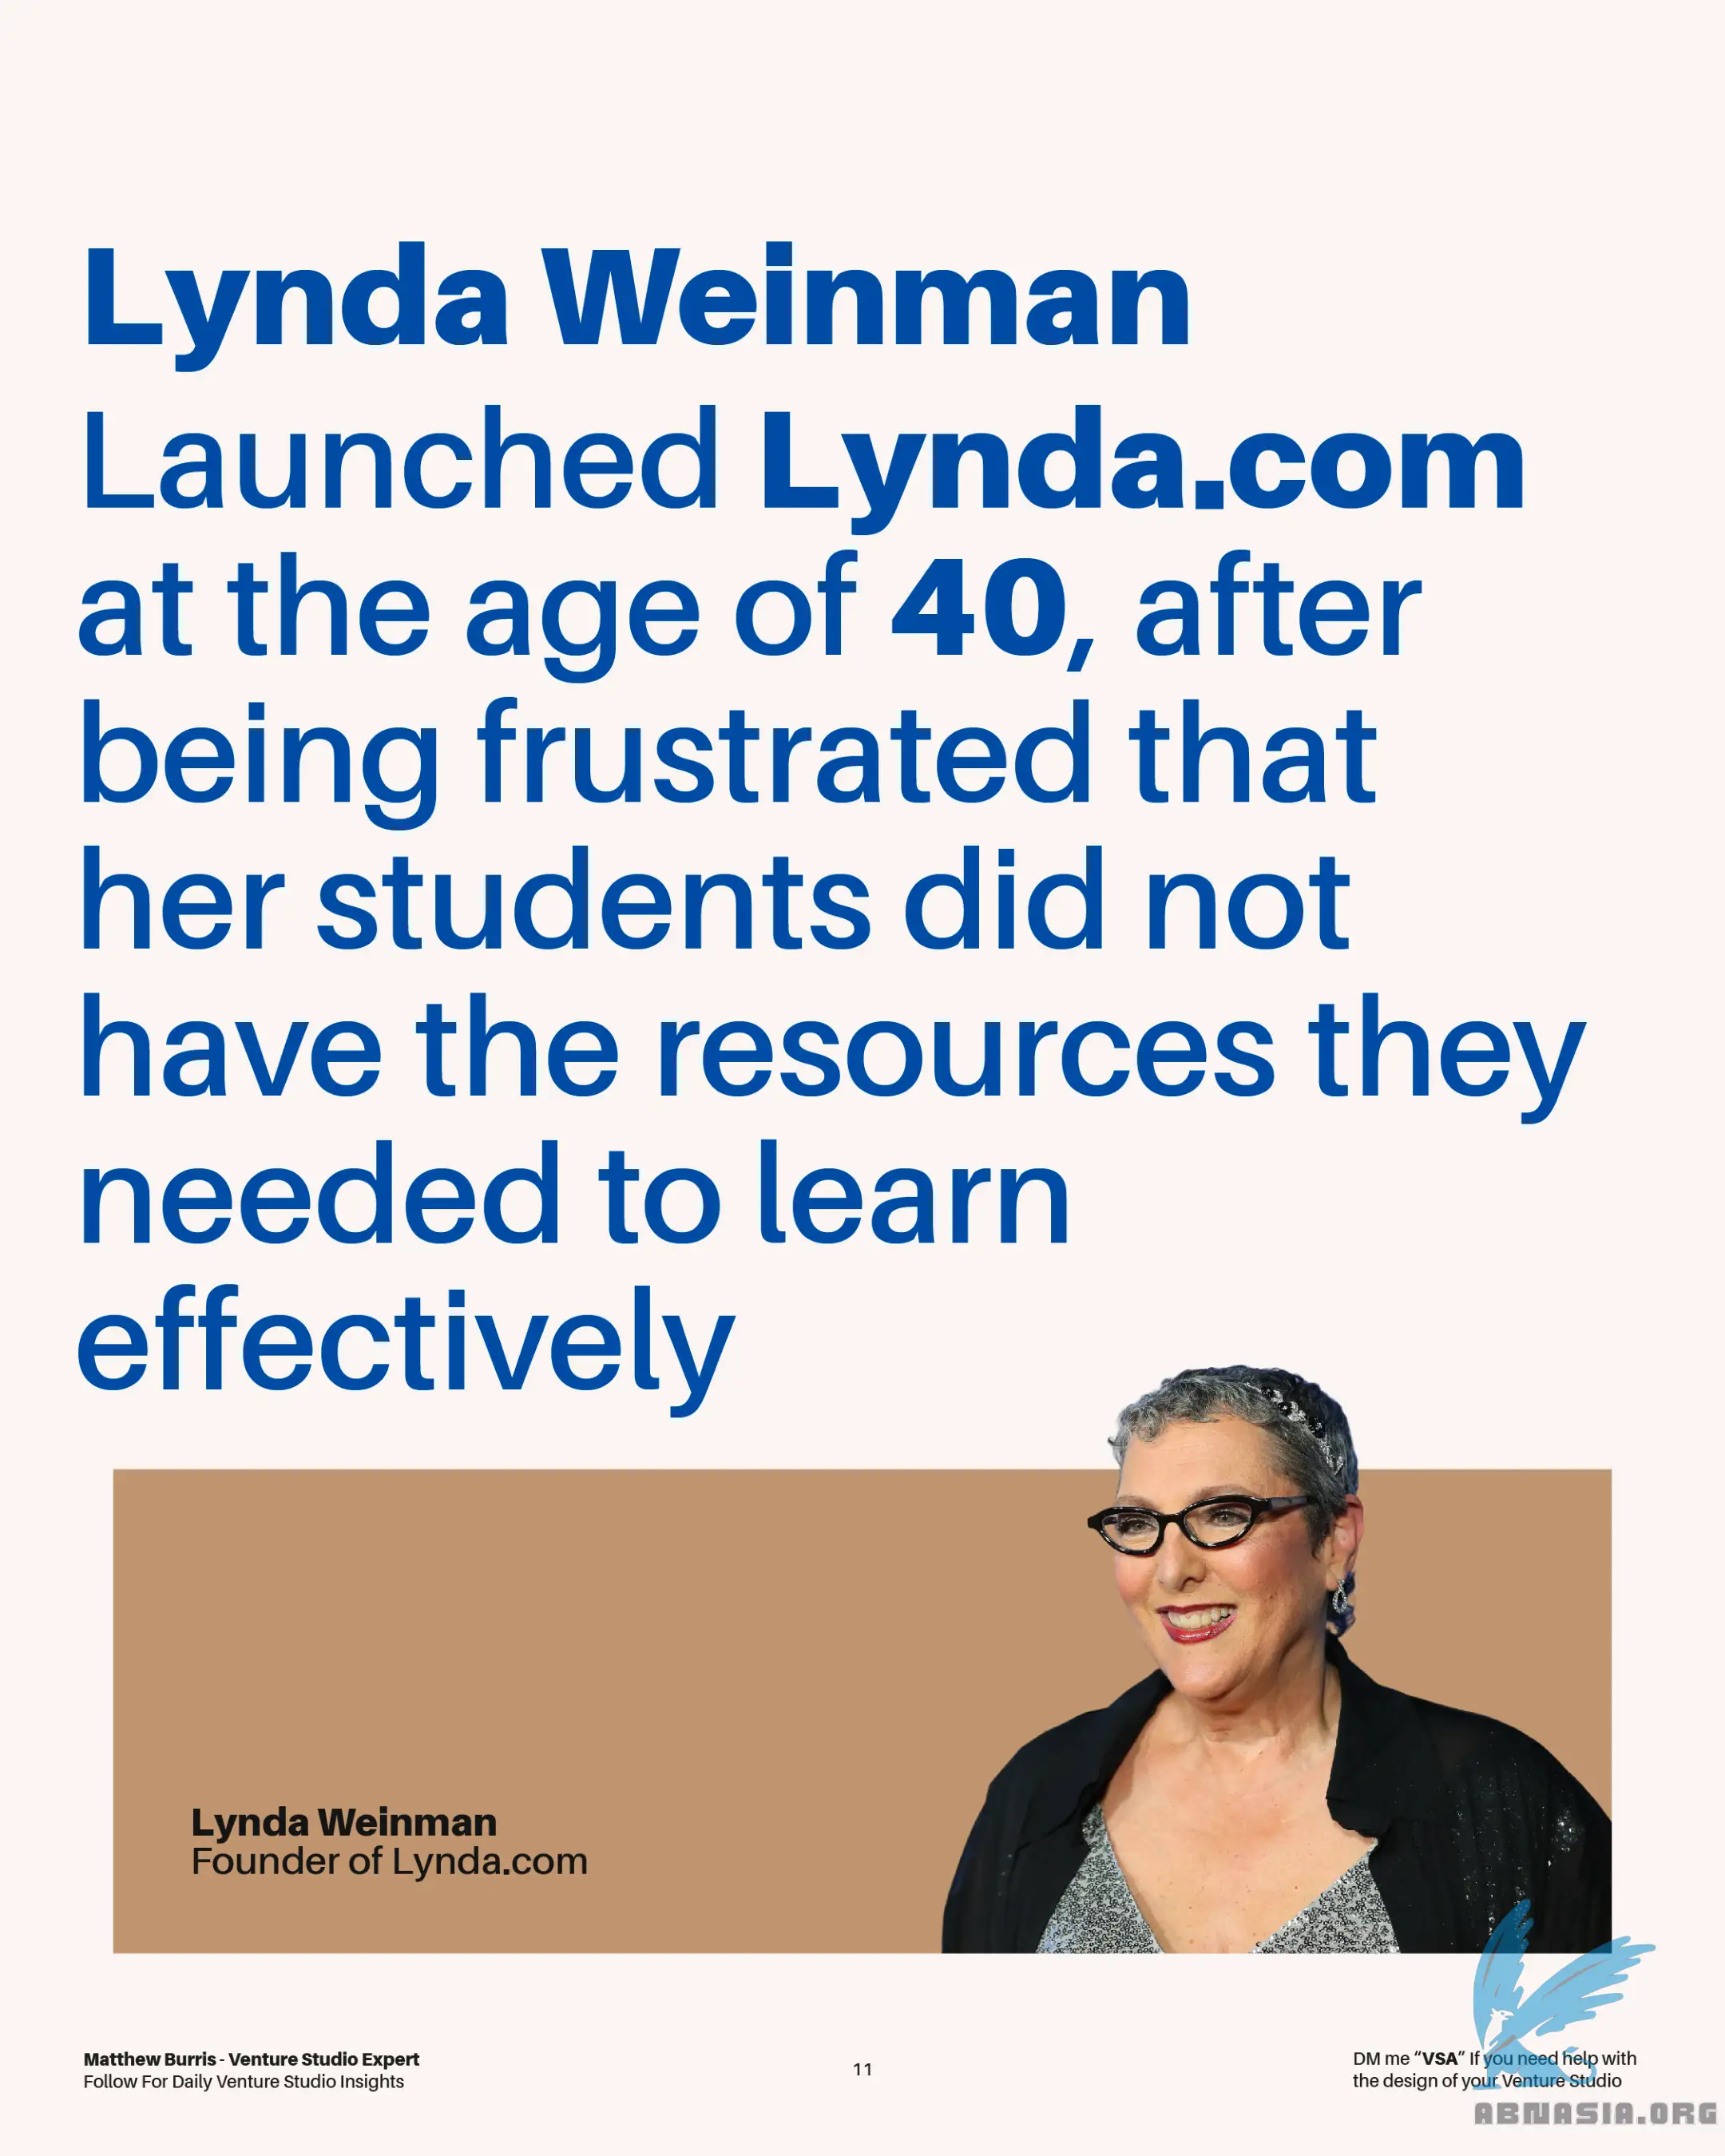 Lynda Weinman
Launched Lynda.com
at the age of 40, after
being frustrated that
her students did not
have the resources they
needed to learn
effectively
Lynda Weinman
Founder of Lynda.com
Matthew Burris - Venture Studio Expert
Follow For Daily Venture Studio Insights
11
DM me “VSA” If you need help with
the design of your Venture Studio
ABNASIA.ORG